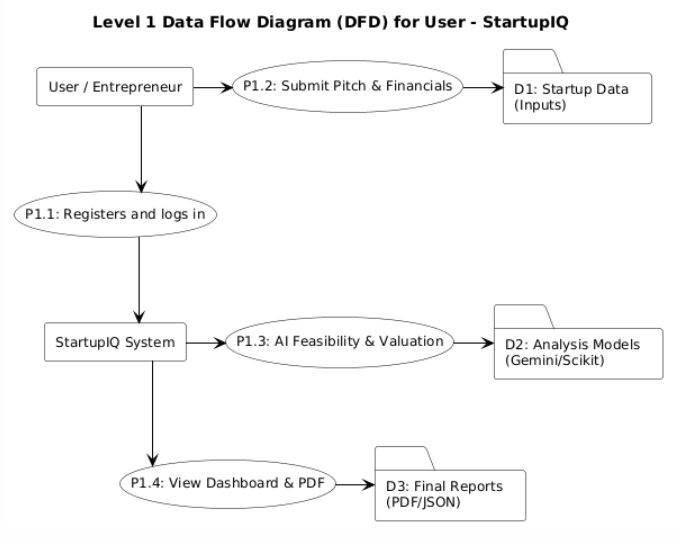 Level 1 Data Flow Diagram (DFD) for User - StartupIQ
User / Entrepreneur
P1.2: Submit Pitch & Financials
D1: Startup Data
(Inputs)
P1.1: Registers and logs in
StartupIQ System
P1.3: AI Feasibility & Valuation
D2: Analysis Models
(Gemini/Scikit)
P1.4: View Dashboard & PDF
D3: Final Reports
(PDF/JSON)